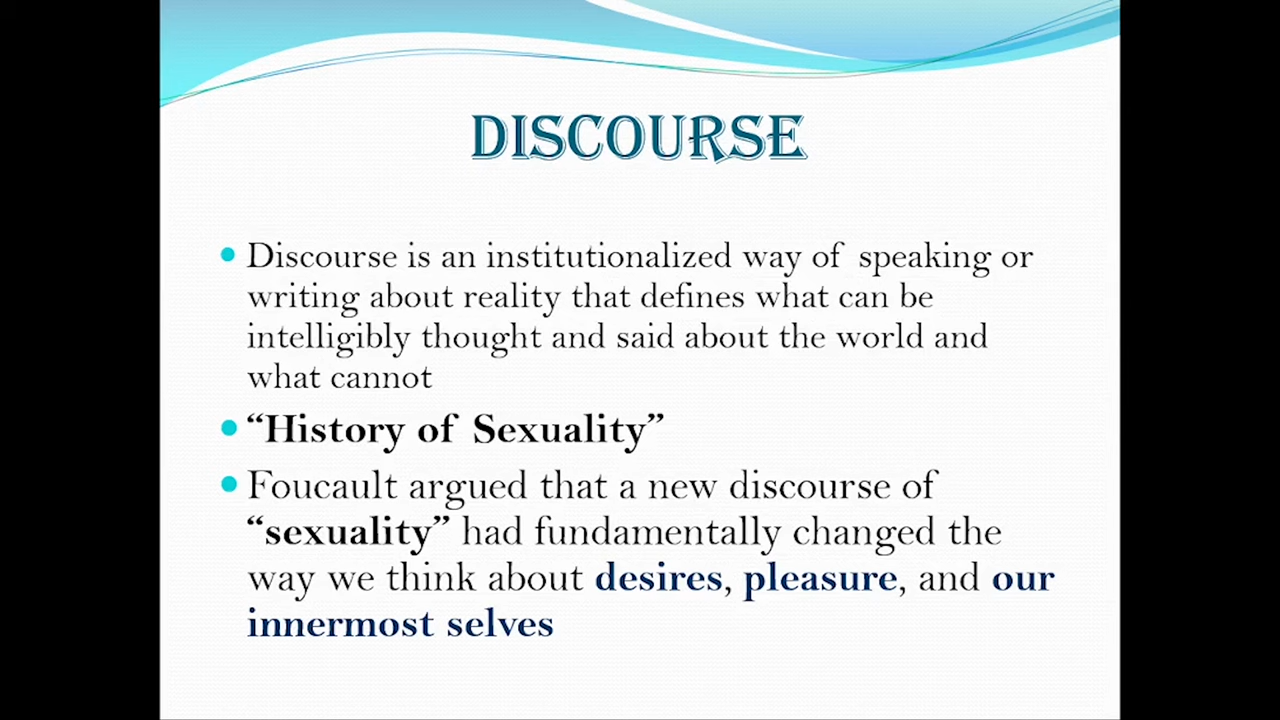 DISCOURSE
Discourse is an institutionalized way of speaking or
writing about reality that defines what can be
intelligibly thought and said about the world and
what cannot
“History of Sexuality”
Foucault argued that a new discourse of
“sexuality” had fundamentally changed the
way we think about desires, pleasure, and our
innermost selves